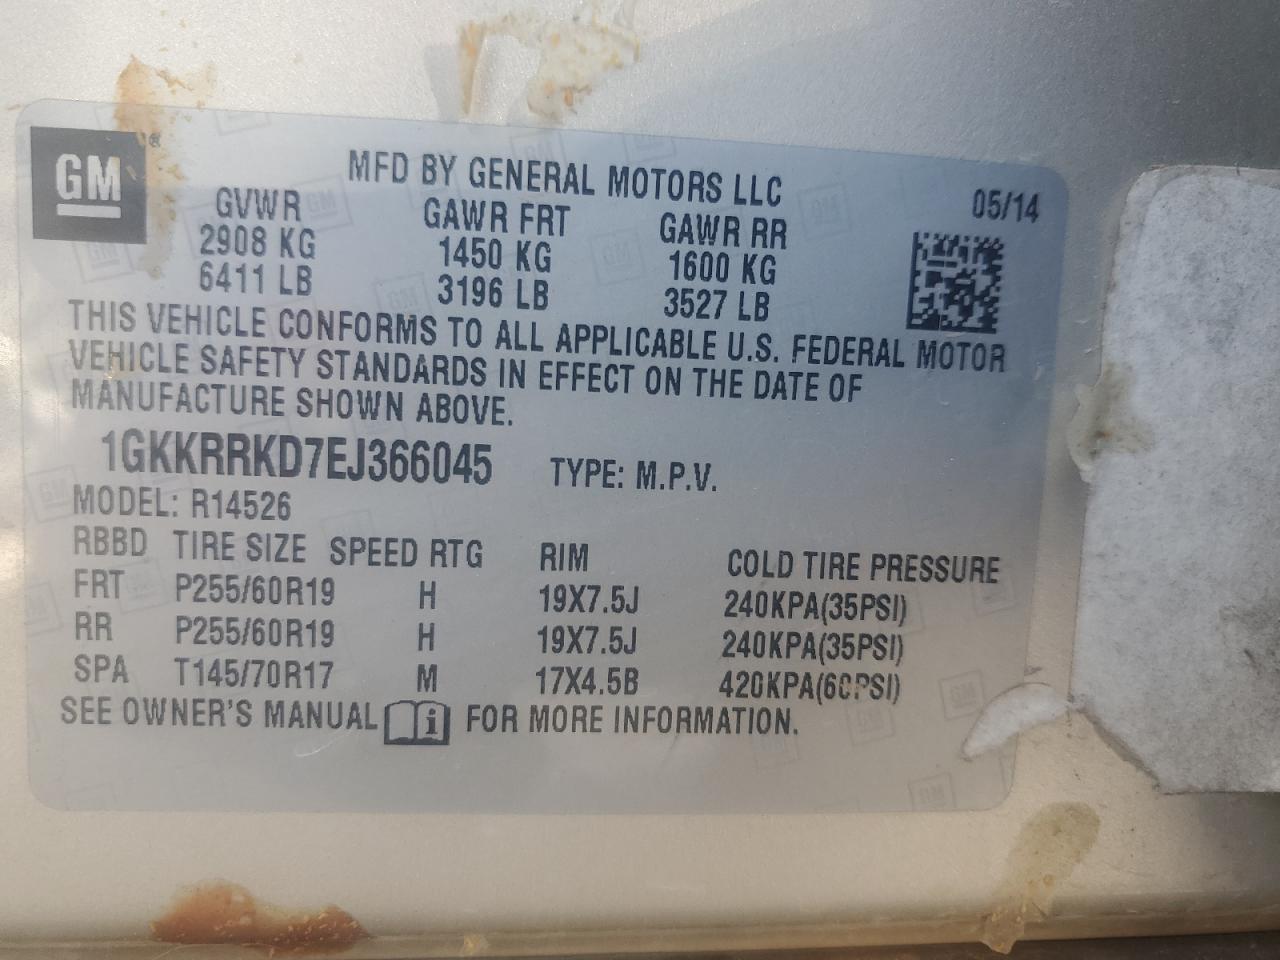 GM
MFD BY GENERAL MOTORS LLC
05/14
GVWR GAWR FRT GAWR RR
2908 KG 1450 KG 1600 KG
6411 LB 3196 LB 3527 LB
THIS VEHICLE CONFORMS TO ALL APPLICABLE U.S. FEDERAL MOTOR
VEHICLE SAFETY STANDARDS IN EFFECT ON THE DATE OF
MANUFACTURE SHOWN ABOVE.
1GKKRRKD7EJ366045 TYPE: M.P.V.
MODEL: R14526
RBBD TIRE SIZE SPEED RTG RIM COLD TIRE PRESSURE
FRT P255/60R19 H 19X7.5J 240KPA(35PSI)
RR P255/60R19 H 19X7.5J 240KPA(35PSI)
SPA T145/70R17 M 17X4.5B 420KPA(60PSI)
SEE OWNER'S MANUAL i FOR MORE INFORMATION.